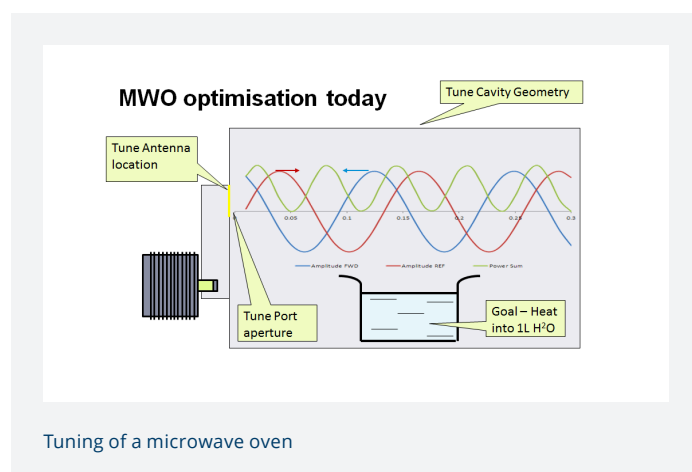 MWO optimisation today
Tune Cavity Geometry
Tune Antenna
location
0.05
0.1
0.15
0.2
0.25
0.3
Amplitude FWD
Amplitude REF
Power Sum
Tune Port
aperture
Goal – Heat
into 1L H²O
Tuning of a microwave oven